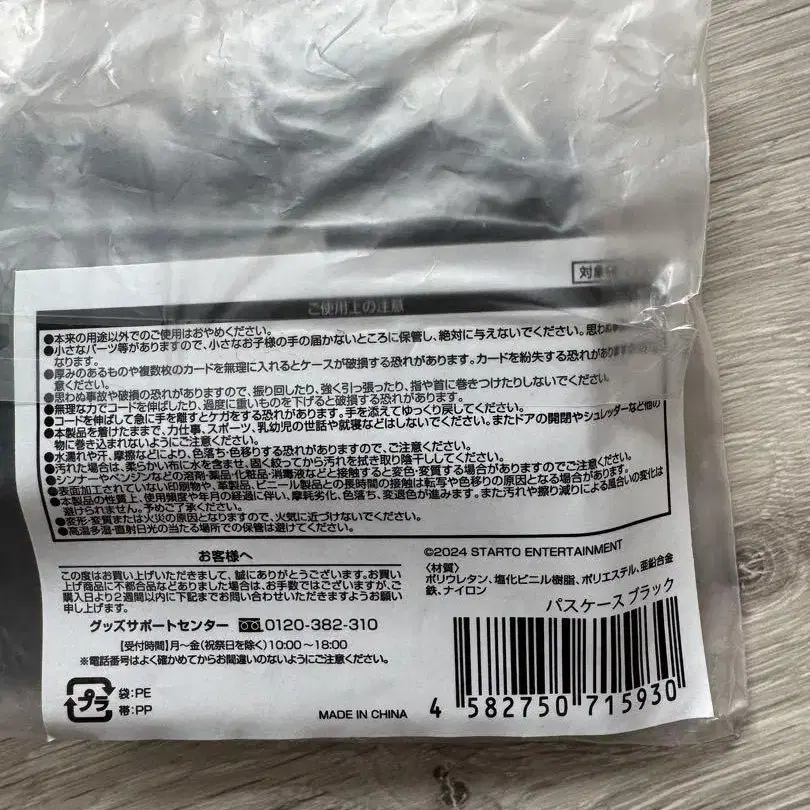 対象
ご使用上の注意
●本来の用途以外でのご使用はおやめください。
●小さなパーツ等がありますので、小さなお子様の手の届かないところに保管し、絶対に与えないでください。思わぬ
なります。
●厚みのあるものや複数枚のカードを無理に入れるとケースが破損する恐れがあります。カードを紛失する恐れがあり
意ください。
●思わぬ事故や破損の恐れがありますので、振り回したり、強く引っ張ったり、指や首に巻きつけたりしないでください。
●無理な力でコードを伸ばしたり、過度に重いものを下げると破損する恐れがあります。
●コードを伸ばして急に手を離すとケガをする恐れがあります。手を添えてゆっくり戻してください。
●本製品を着けたままで、力仕事、スポーツ、乳幼児の世話や就寝などはしないでください。またドアの開閉やシュレッダーなど他の
物に巻き込まれないようにご注意ください。
●水濡れや汗、摩擦などにより、色落ち・色移りする恐れがありますので、ご注意ください。
●汚れた場合は、柔らかい布に水を含ませ、固く絞ってから汚れを拭き取り陰干ししてください。
●シンナーやベンジンなどの溶剤・薬品・化粧品・消毒液などと接触すると変色・変質する場合がありますのでご注意ください。
●表面加工されていない印刷物や、革製品、ビニール製品との長時間の接触は転写や色移りの原因となる場合があります。
●本製品の性質上、使用頻度や年月の経過に伴い、摩耗劣化、色落ち、変退色が進みます。また汚れや擦り減りによる風合いの変化は
避けられません。予めご了承ください。
●変形・変質または火災の原因となりますので、火気に近づけないでください。
●高温多湿・直射日光の当たる場所での保管は避けてください。
お客様へ
この度はお買い上げいただきまして、誠にありがとうございます。お買い
上げ商品に不都合品などありました場合は、お手数ではございますが、ご
購入日より2週間以内に下記までお問い合わせいただきますようお願い
申し上げます。
グッズサポートセンター 0120-382-310
【受付時間】月〜金(祝祭日を除く)10:00〜18:00
※電話番号はよく確かめてからお間違いのないようにご注意ください。
プラ
袋:PE
帯:PP
MADE IN CHINA
©2024 STARTO ENTERTAINMENT
〈材質〉
ポリウレタン、塩化ビニル樹脂、ポリエステル、亜鉛合金
鉄、ナイロン
パスケース ブラック
4 582750 715930